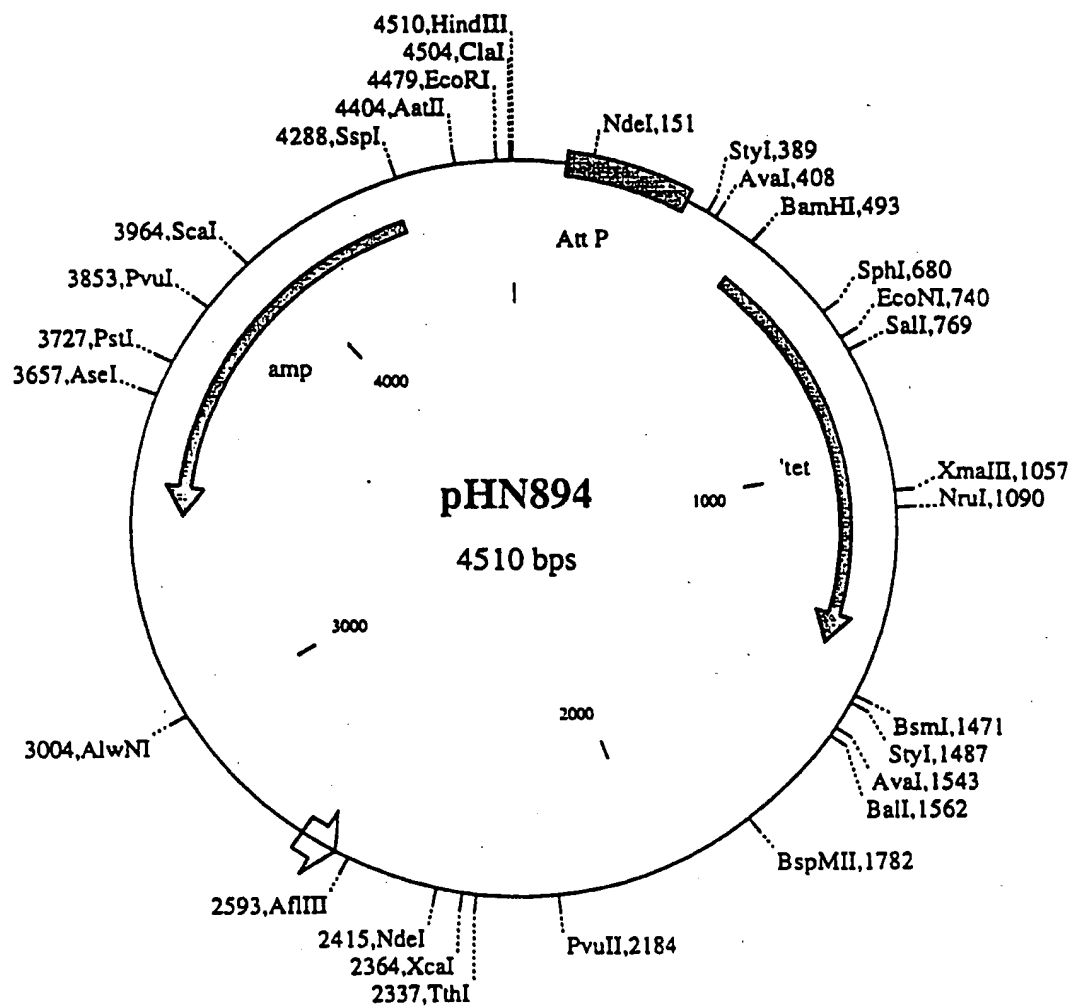 4510,HindIII
4504,ClaI
4479,EcoRI
4404,AatII
4288,SspI
3964,ScaI
3853,PvuI
3727,PstI
3657,AseI
NdeI,151
StyI,389
AvaI,408
BamHI,493
SphI,680
EcoNI,740
SalI,769
Att P
amp
4000
'tet
1000
XmaIII,1057
NruI,1090
pHN894
4510 bps
3000
2000
3004,AlwNI
BsmI,1471
StyI,1487
AvaI,1543
BalI,1562
BspMII,1782
2593,AflIII
2415,NdeI
2364,XcaI
2337,TthI
PvuII,2184